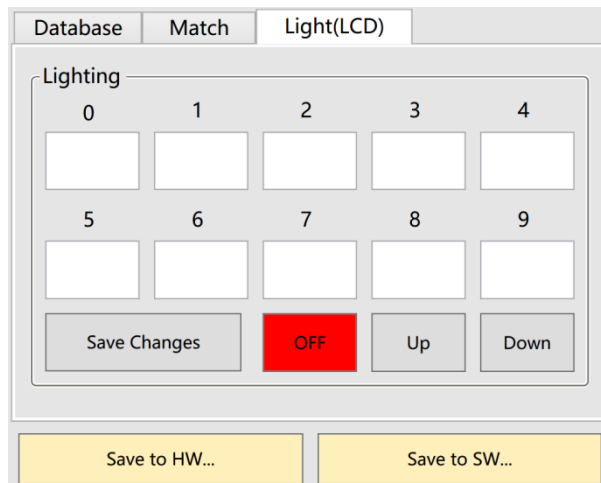 Database Match Light(LCD)
Lighting
0 1 2 3 4
5 6 7 8 9
Save Changes OFF Up Down
Save to HW... Save to SW...